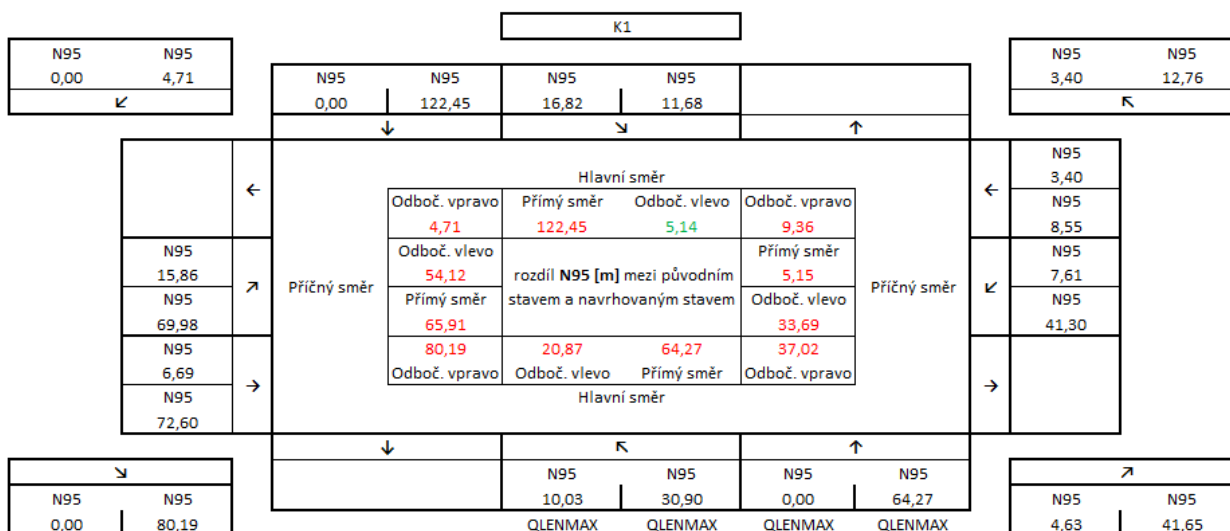 K1
N95 N95
0,00 4,71
↙
N95 N95 N95 N95
0,00 122,45 16,82 11,68
↓ ↘ ↑
N95 N95
3,40 12,76
↖
←
N95
15,86
N95
69,98
↗
N95
6,69
N95
72,60
→
Příčný směr
Hlavní směr
Odboč. vpravo Přímý směr Odboč. vlevo Odboč. vpravo
4,71 122,45 5,14 9,36
Odboč. vlevo Přímý směr
54,12 5,15
rozdíl N95 [m] mezi původním
stavem a navrhovaným stavem
Přímý směr Odboč. vlevo
65,91 33,69
80,19 20,87 64,27 37,02
Odboč. vpravo Odboč. vlevo Přímý směr Odboč. vpravo
Hlavní směr
Příčný směr
←
N95
3,40
N95
8,55
↙
N95
7,61
N95
41,30
→
↓ ↖ ↑
N95 N95 N95 N95
10,03 30,90 0,00 64,27
QLENMAX QLENMAX QLENMAX QLENMAX
↘
N95 N95
0,00 80,19
↗
N95 N95
4,63 41,65